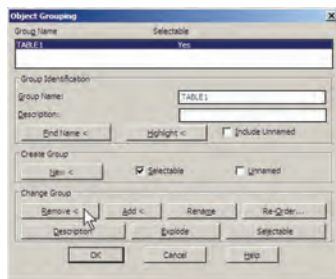 Object Grouping
Group Name Selectable
TABLE1 Yes
Group Identification
Group Name: TABLE1
Description:
Find Name < Highlight < Include Unnamed
Create Group
New < Selectable Unnamed
Change Group
Remove < Add < Rename Re-Order...
Description Explode Selectable
OK Cancel Help